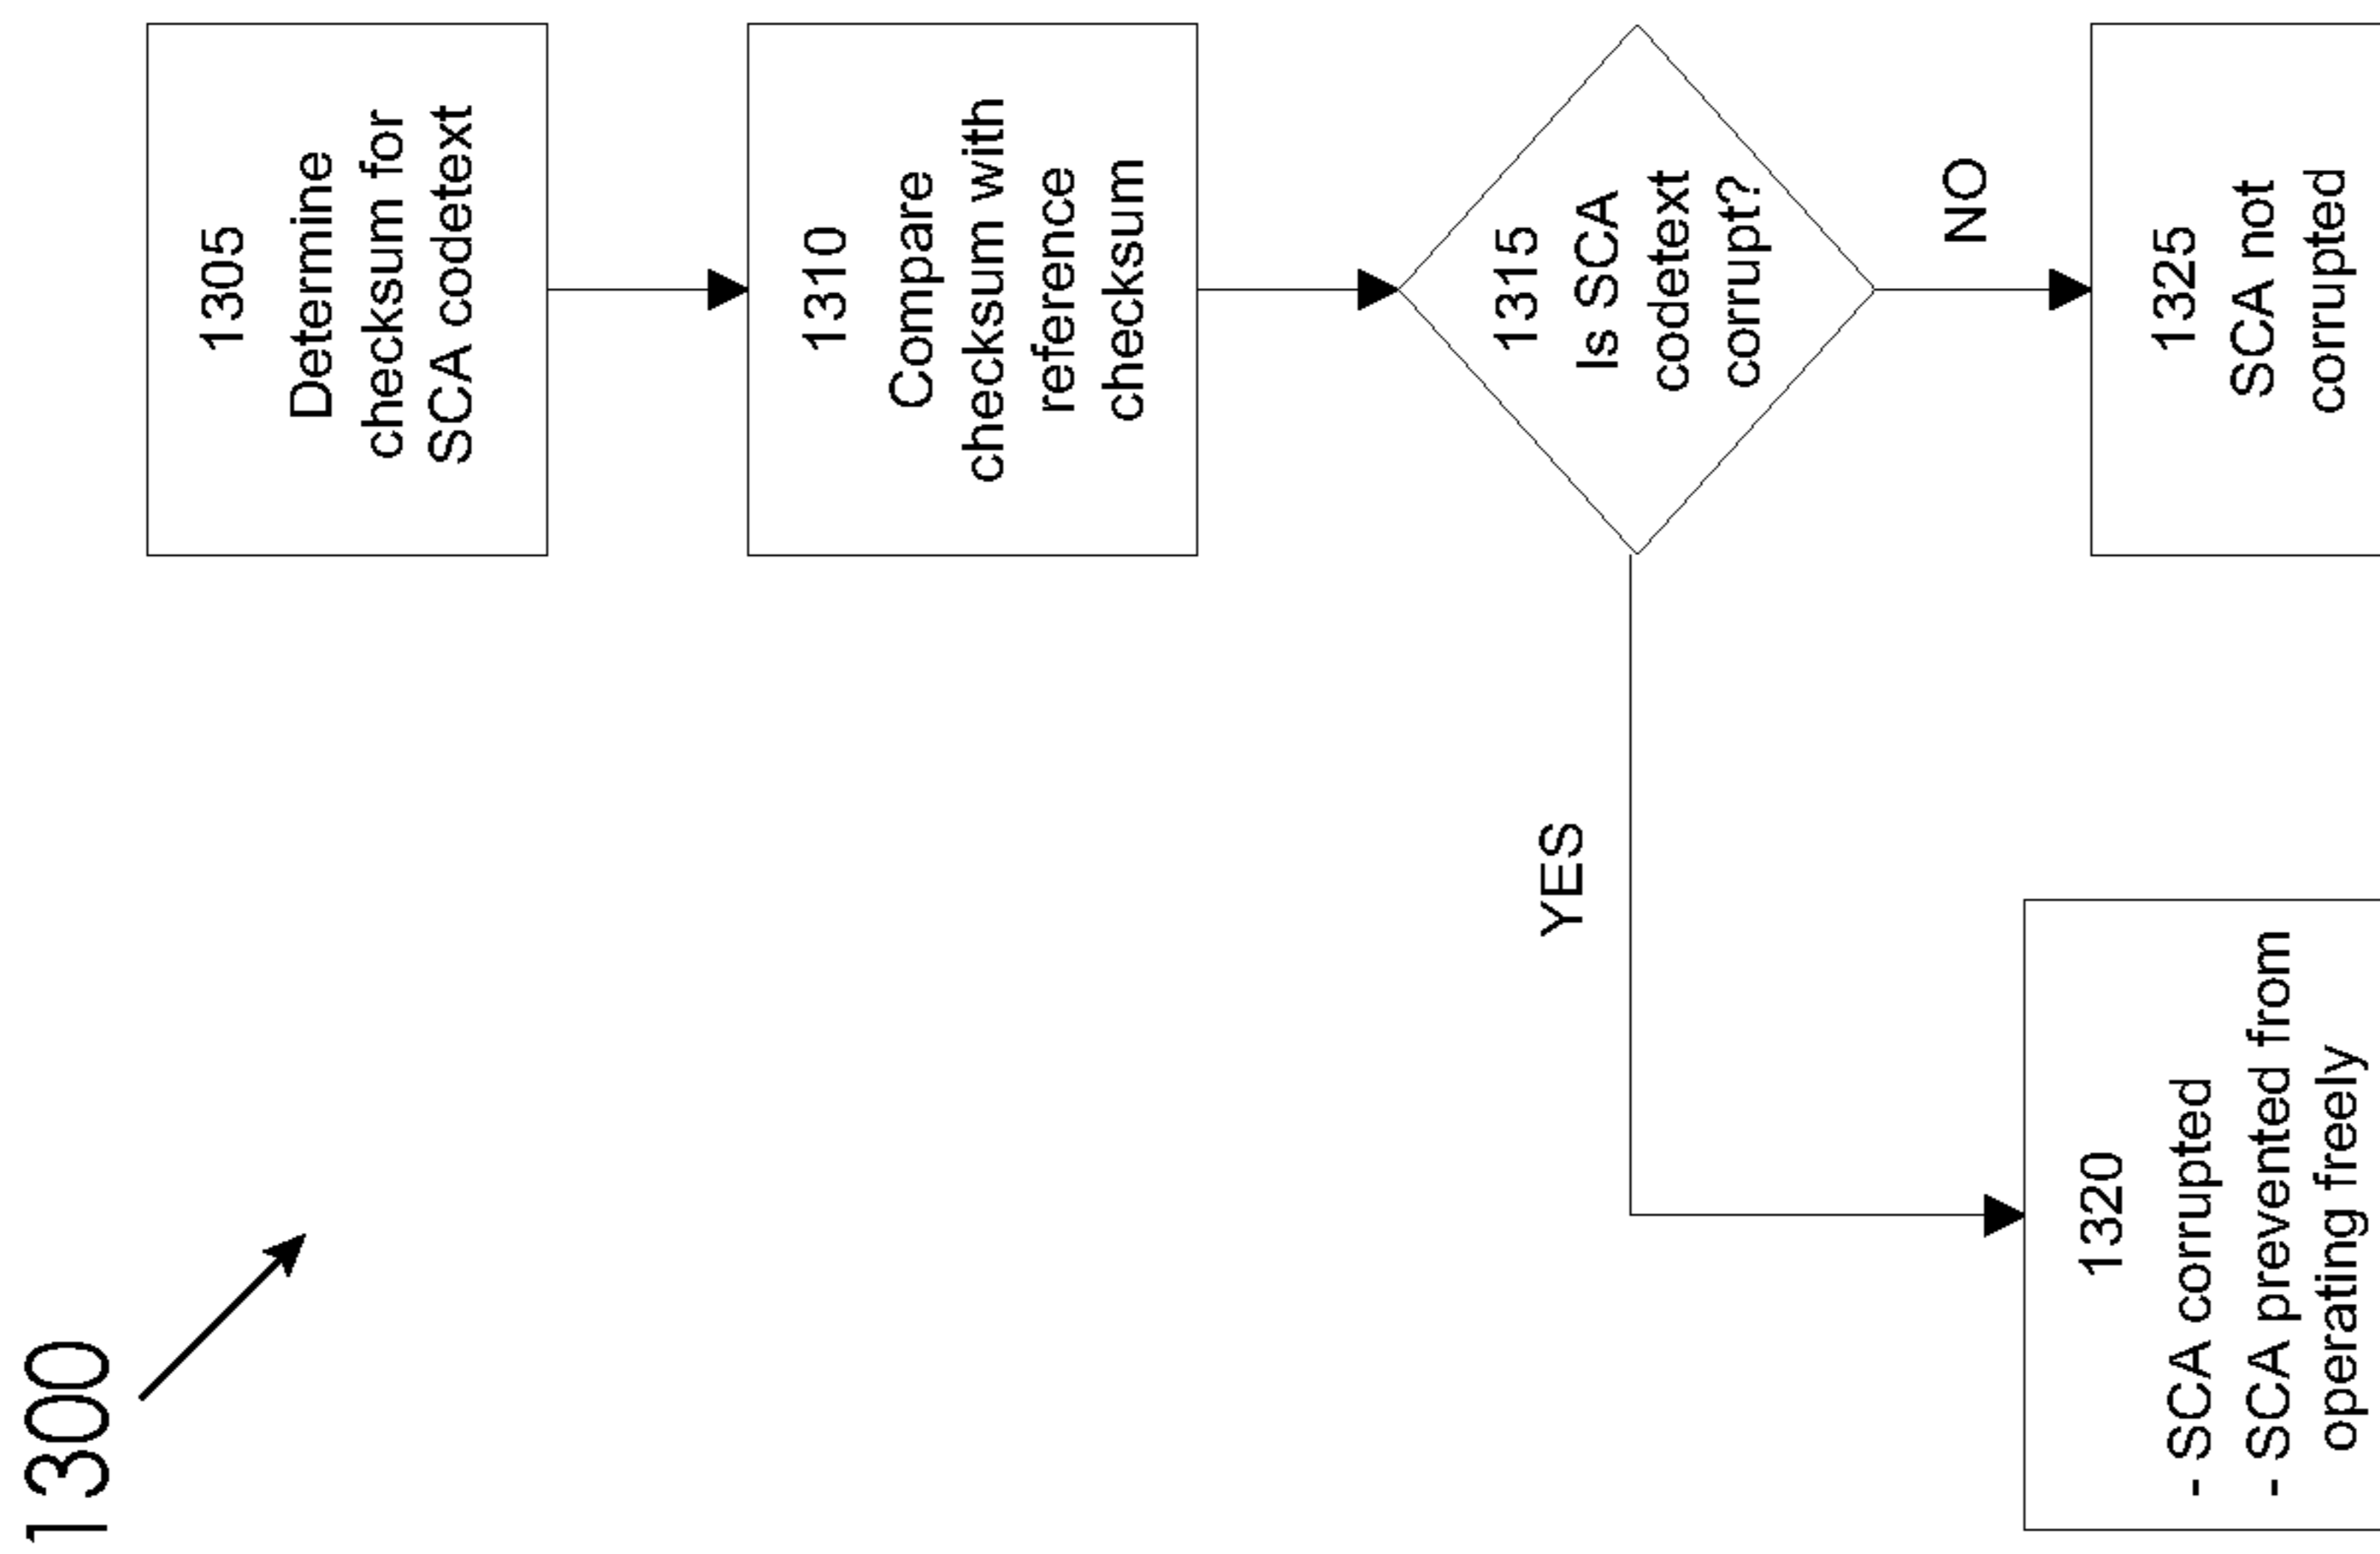 1300
1305
Determine
checksum for
SCA codetext
1310
Compare
checksum with
reference
checksum
1315
Is SCA
codetext
corrupt?
YES
NO
1320
- SCA corrupted
- SCA prevented from
operating freely
1325
SCA not
corrupted